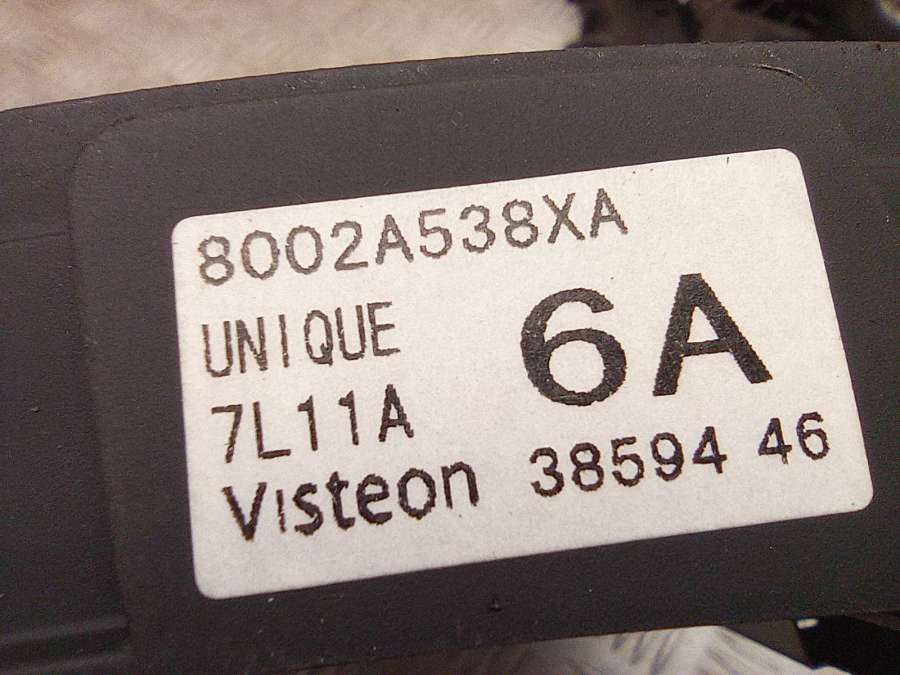 8002A538XA
UNIQUE
6A
7L11A
Visteon 38594 46